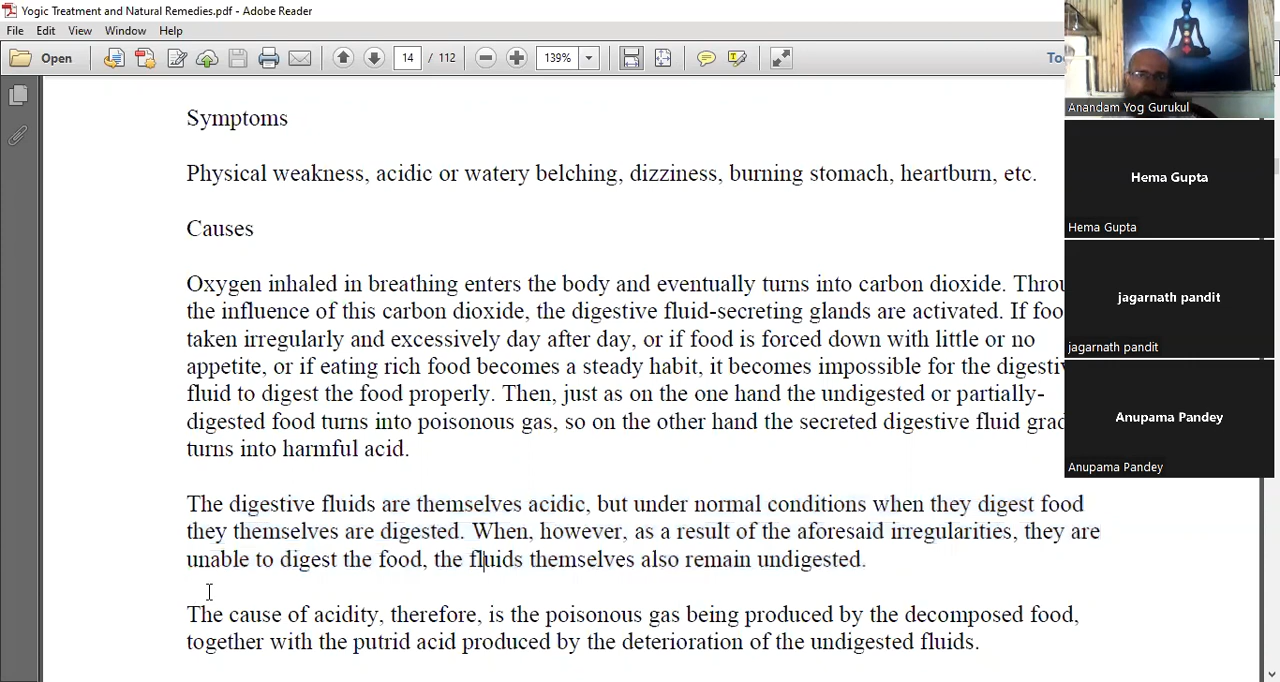 Yogic Treatment and Natural Remedies.pdf - Adobe Reader
File Edit View Window Help
Open 14 / 112 139%
Symptoms
Physical weakness, acidic or watery belching, dizziness, burning stomach, heartburn, etc.
Causes
Oxygen inhaled in breathing enters the body and eventually turns into carbon dioxide.
the influence of this carbon dioxide, the digestive fluid-secreting glands are activated. If
taken irregularly and excessively day after day, or if food is forced down with little or no
appetite, or if eating rich food becomes a steady habit, it becomes impossible for the
fluid to digest the food properly. Then, just as on the one hand the undigested or partially-
digested food turns into poisonous gas, so on the other hand the secreted digestive fluid
turns into harmful acid.
The digestive fluids are themselves acidic, but under normal conditions when they digest food
they themselves are digested. When, however, as a result of the aforesaid irregularities, they are
unable to digest the food, the fluids themselves also remain undigested.
The cause of acidity, therefore, is the poisonous gas being produced by the decomposed food,
together with the putrid acid produced by the deterioration of the undigested fluids.
Anandam Yog Gurukul
Hema Gupta
Hema Gupta
jagarnath pandit
jagarnath pandit
Anupama Pandey
Anupama Pandey